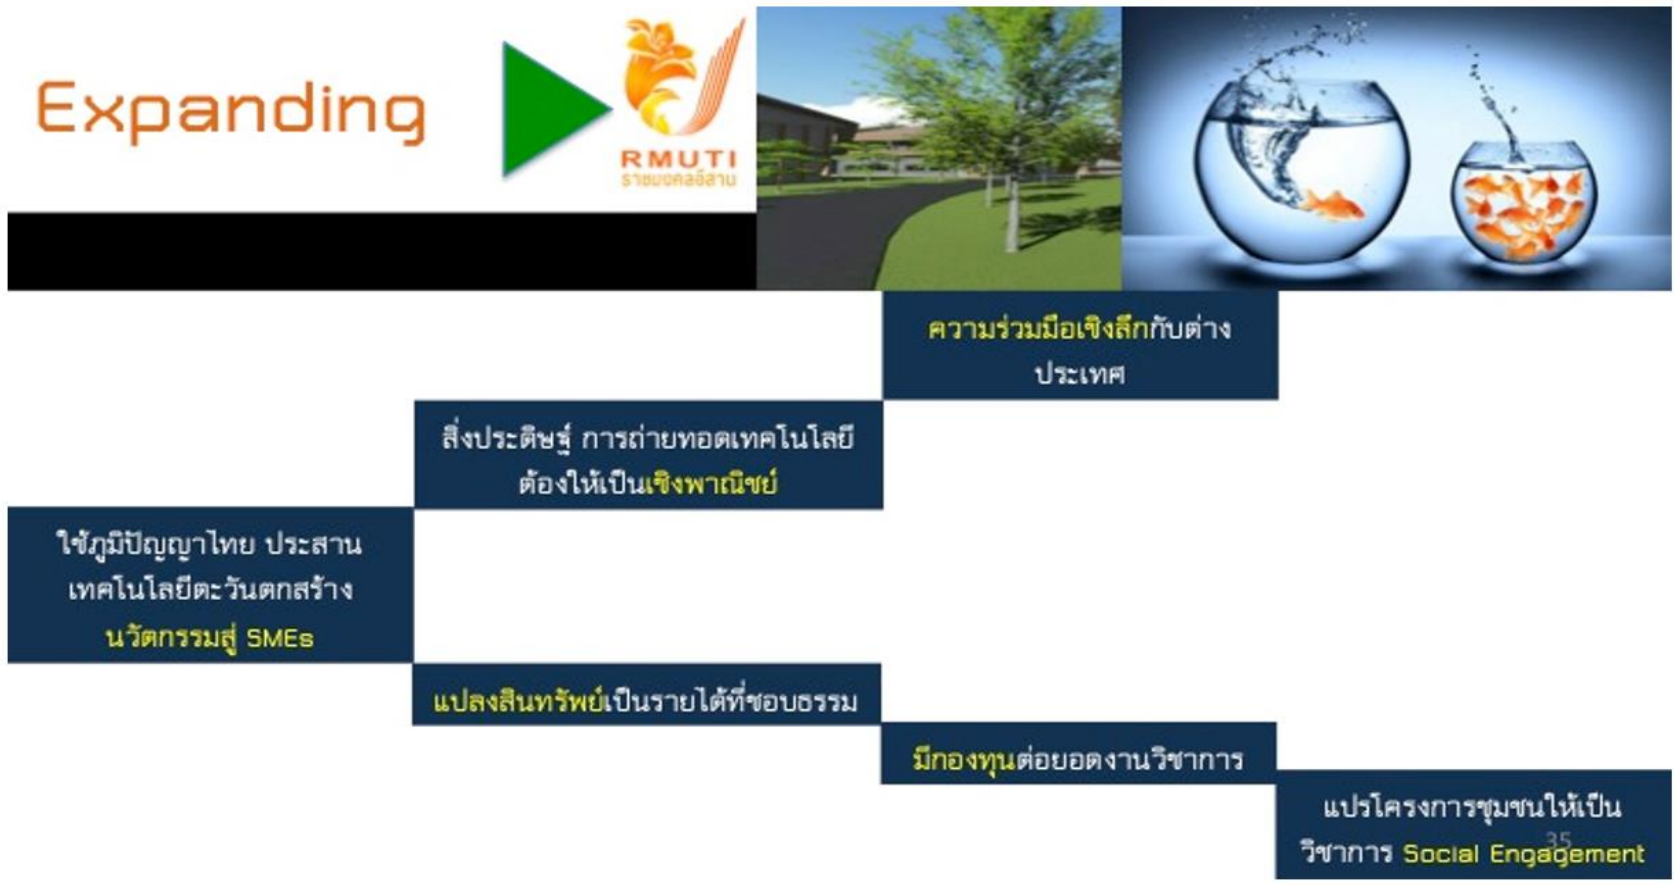 Expanding
RMUTI
ราชมงคลอีสาน
ความร่วมมือเชิงลึกกับต่าง
ประเทศ
สิ่งประดิษฐ์ การถ่ายทอดเทคโนโลยี
ต้องให้เป็นเชิงพาณิชย์
ใช้ภูมิปัญญาไทย ประสาน
เทคโนโลยีตะวันตกสร้าง
นวัตกรรมสู่ SMEs
แปลงสินทรัพย์เป็นรายได้ที่ชอบธรรม
มีกองทุนต่อยอดงานวิชาการ
แปรโครงการชุมชนให้เป็น
วิชาการ Social Engagement
35